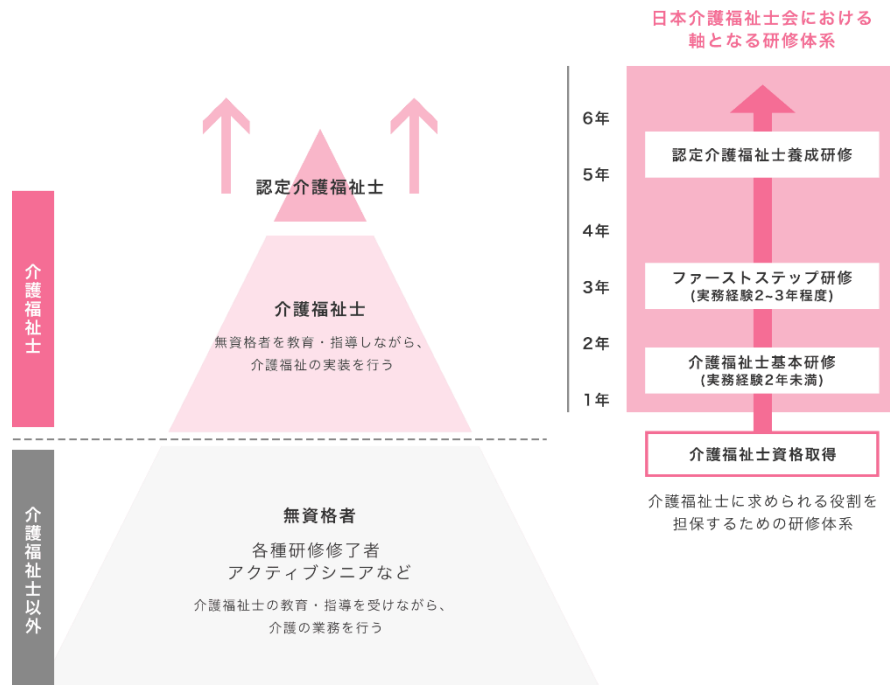 介護福祉士
介護福祉士以外
認定介護福祉士
介護福祉士
無資格者を教育・指導しながら、
介護福祉の実装を行う
無資格者
各種研修修了者
アクティブシニアなど
介護福祉士の教育・指導を受けながら、
介護の業務を行う
日本介護福祉士会における
軸となる研修体系
6年
5年
4年
3年
2年
1年
認定介護福祉士養成研修
ファーストステップ研修
(実務経験2~3年程度)
介護福祉士基本研修
(実務経験2年未満)
介護福祉士資格取得
介護福祉士に求められる役割を
担保するための研修体系